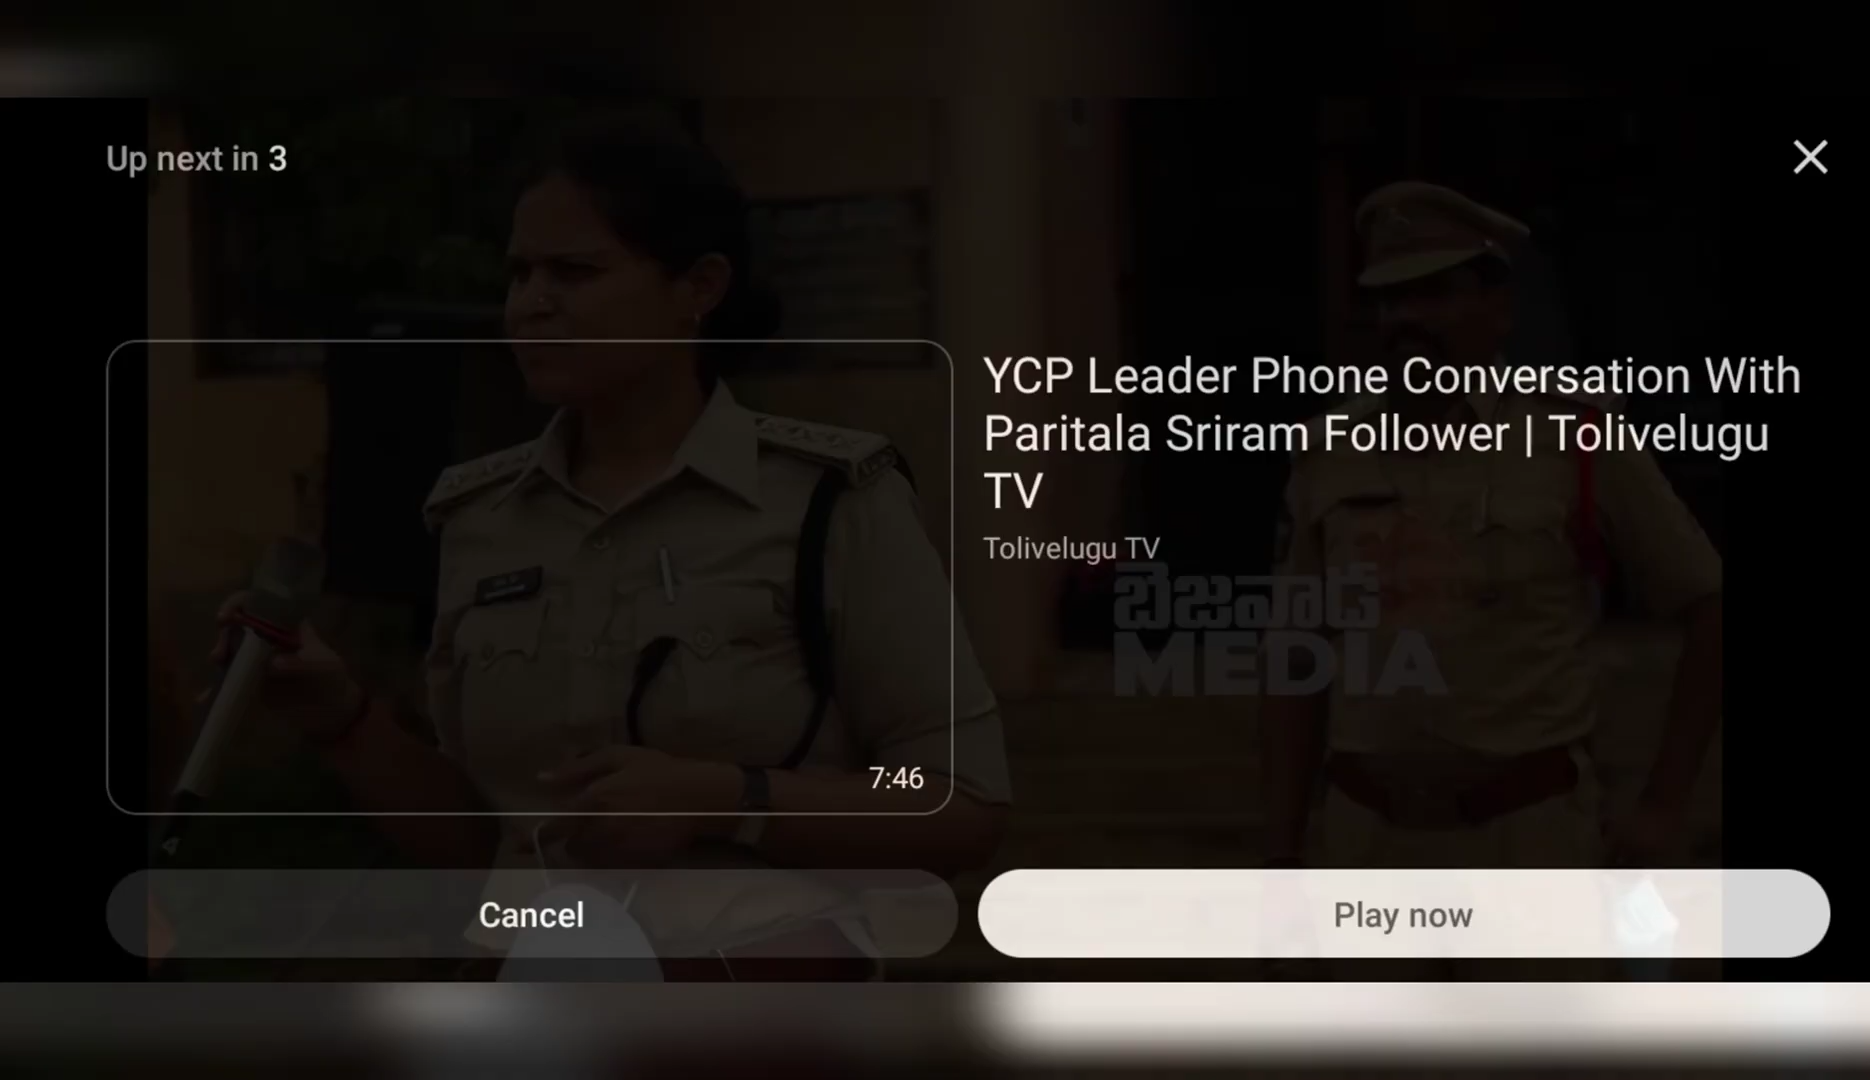 Up next in 3
YCP Leader Phone Conversation With
Paritala Sriram Follower | Tolivelugu
TV
Tolivelugu TV
బెజవాడ
MEDIA
7:46
Cancel
Play now